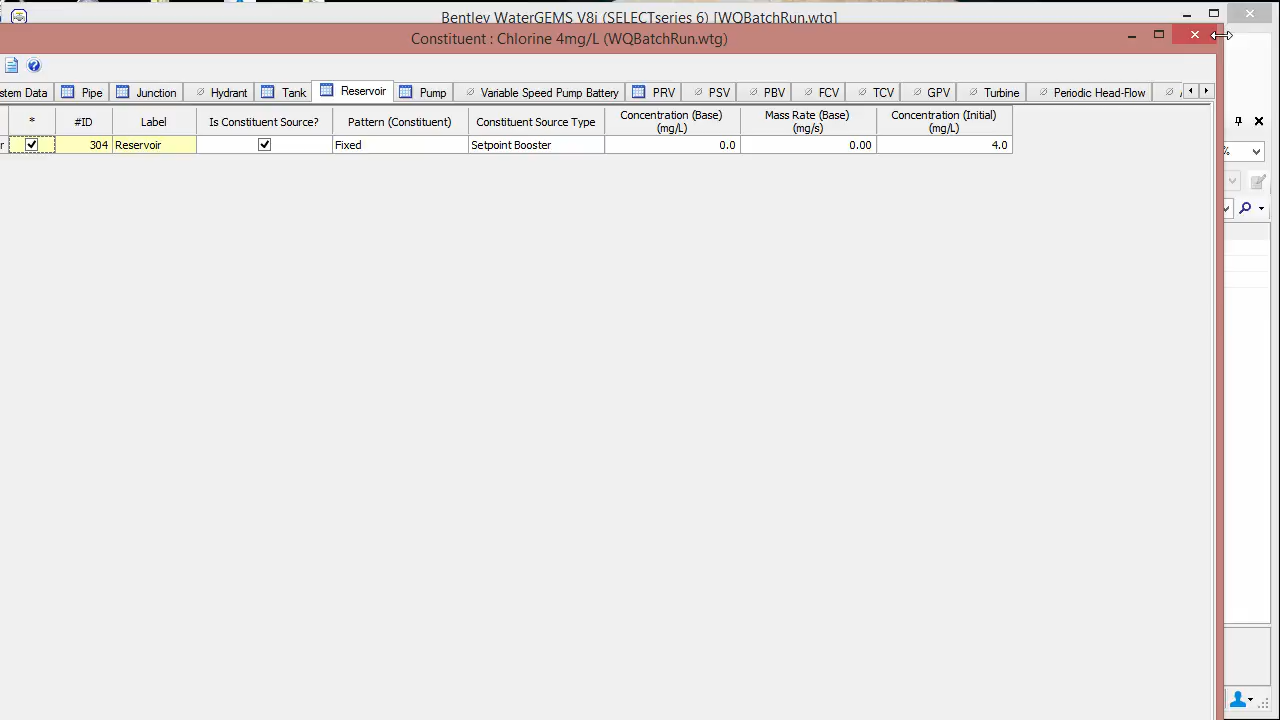 Bentley WaterGEMS V8i (SELECTseries 6) [WQBatchRun.wtg]
Constituent : Chlorine 4mg/L (WQBatchRun.wtg)
stem Data Pipe Junction Hydrant Tank Reservoir Pump Variable Speed Pump Battery PRV PSV PBV FCV TCV GPV Turbine Periodic Head-Flow
* #ID Label Is Constituent Source? Pattern (Constituent) Constituent Source Type Concentration (Base) (mg/L) Mass Rate (Base) (mg/s) Concentration (Initial) (mg/L)
r 304 Reservoir Fixed Setpoint Booster 0.0 0.00 4.0
%